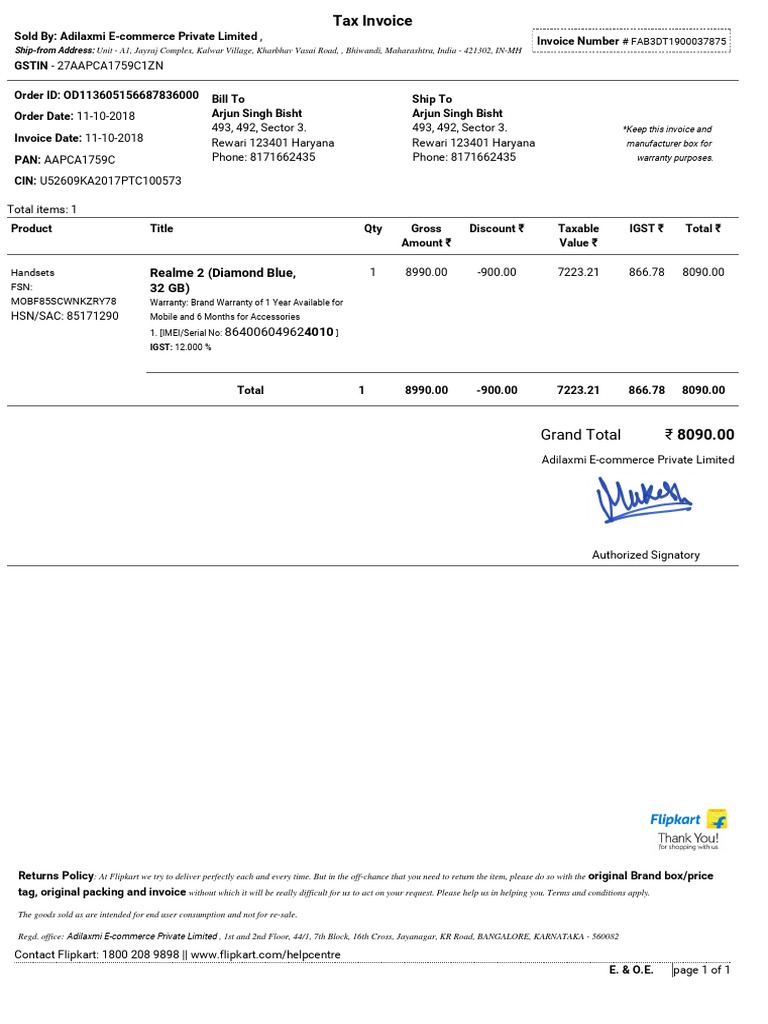 Tax Invoice
Sold By: Adilaxmi E-commerce Private Limited ,
Invoice Number # FAB3DT1900037875
Ship-from Address: Unit - A1, Jayraj Complex, Kalwar Village, Kharbhav Vasai Road, , Bhiwandi, Maharashtra, India - 421302, IN-MH
GSTIN - 27AAPCA1759C1ZN
Order ID: OD113605156687836000
Order Date: 11-10-2018
Invoice Date: 11-10-2018
PAN: AAPCA1759C
CIN: U52609KA2017PTC100573
Bill To
Arjun Singh Bisht
493, 492, Sector 3.
Rewari 123401 Haryana
Phone: 8171662435
Ship To
Arjun Singh Bisht
493, 492, Sector 3.
Rewari 123401 Haryana
Phone: 8171662435
*Keep this invoice and
manufacturer box for
warranty purposes.
Total items: 1
Product Title Qty Gross Amount ₹ Discount ₹ Taxable Value ₹ IGST ₹ Total ₹
Handsets
FSN:
MOBF85SCWNKZRY78
HSN/SAC: 85171290
Realme 2 (Diamond Blue,
32 GB)
Warranty: Brand Warranty of 1 Year Available for
Mobile and 6 Months for Accessories
1. [IMEI/Serial No: 864006049624010 ]
IGST: 12.000 %
1 8990.00 -900.00 7223.21 866.78 8090.00
Total 1 8990.00 -900.00 7223.21 866.78 8090.00
Grand Total ₹ 8090.00
Adilaxmi E-commerce Private Limited
Mukesh
Authorized Signatory
Flipkart
Thank You!
for shopping with us
Returns Policy: At Flipkart we try to deliver perfectly each and every time. But in the off-chance that you need to return the item, please do so with the original Brand box/price
tag, original packing and invoice without which it will be really difficult for us to act on your request. Please help us in helping you. Terms and conditions apply.
The goods sold as are intended for end user consumption and not for re-sale.
Regd. office: Adilaxmi E-commerce Private Limited , 1st and 2nd Floor, 44/1, 7th Block, 16th Cross, Jayanagar, KR Road, BANGALORE, KARNATAKA - 560082
Contact Flipkart: 1800 208 9898 || www.flipkart.com/helpcentre
E. & O.E. page 1 of 1